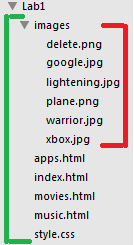 Lab1
images
delete.png
google.jpg
lightening.jpg
plane.png
warrior.jpg
xbox.jpg
apps.html
index.html
movies.html
music.html
style.css